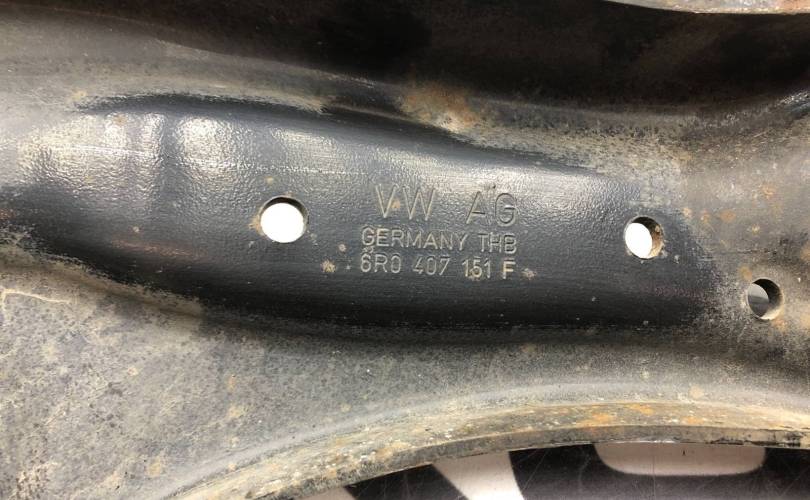 VW AG
GERMANY THB
6R0 407 151 F